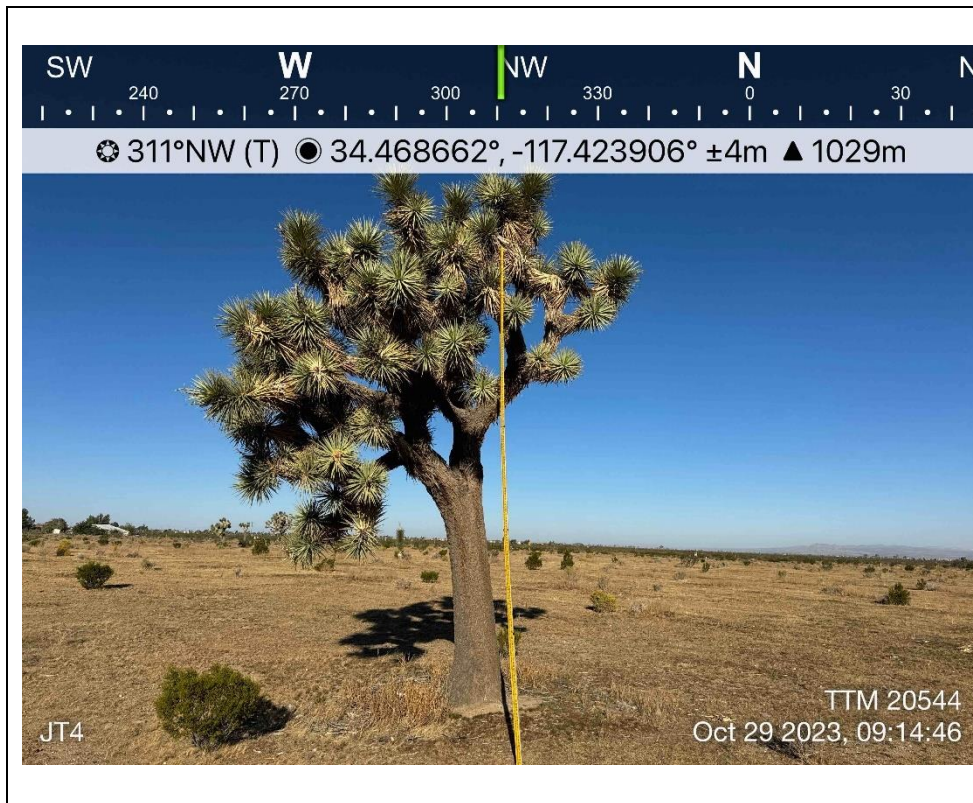 SW W NW N N
240 270 300 330 0 30
311°NW (T) 34.468662°, -117.423906° ±4m ▲ 1029m
TTM 20544
JT4 Oct 29 2023, 09:14:46